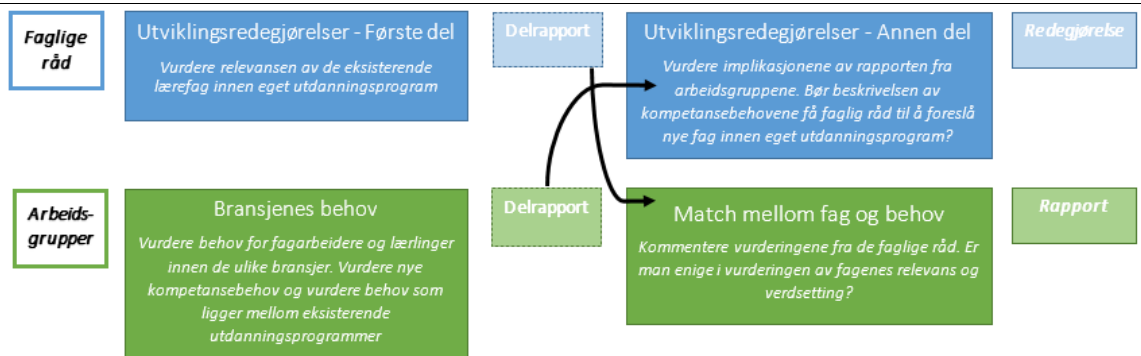 Faglige
råd
Utviklingsredegjørelser - Første del
Vurdere relevansen av de eksisterende
lærefag innen eget utdanningsprogram
Delrapport
Utviklingsredegjørelser - Annen del
Vurdere implikasjonene av rapporten fra
arbeidsgruppene. Bør beskrivelsen av
kompetansebehovene få faglig råd til å foreslå
nye fag innen eget utdanningsprogram?
Redegjørelse
Arbeids-
grupper
Bransjenes behov
Vurdere behov for fagarbeidere og lærlinger
innen de ulike bransjer. Vurdere nye
kompetansebehov og vurdere behov som
ligger mellom eksisterende
utdanningsprogrammer
Delrapport
Match mellom fag og behov
Kommentere vurderingene fra de faglige råd. Er
man enige i vurderingen av fagenes relevans og
verdsetting?
Rapport